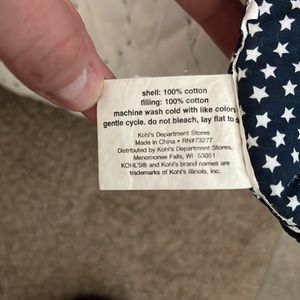 shell: 100% cotton
filling: 100% cotton
machine wash cold with like colors
gentle cycle. do not bleach, lay flat to
Kohl's Department Stores
Made in China • RN#73277
Distributed by Kohl's Department Stores,
Menomonee Falls, WI. 53051
KOHL'S® and Kohl's brand names are
trademarks of Kohl's Illinois, Inc.